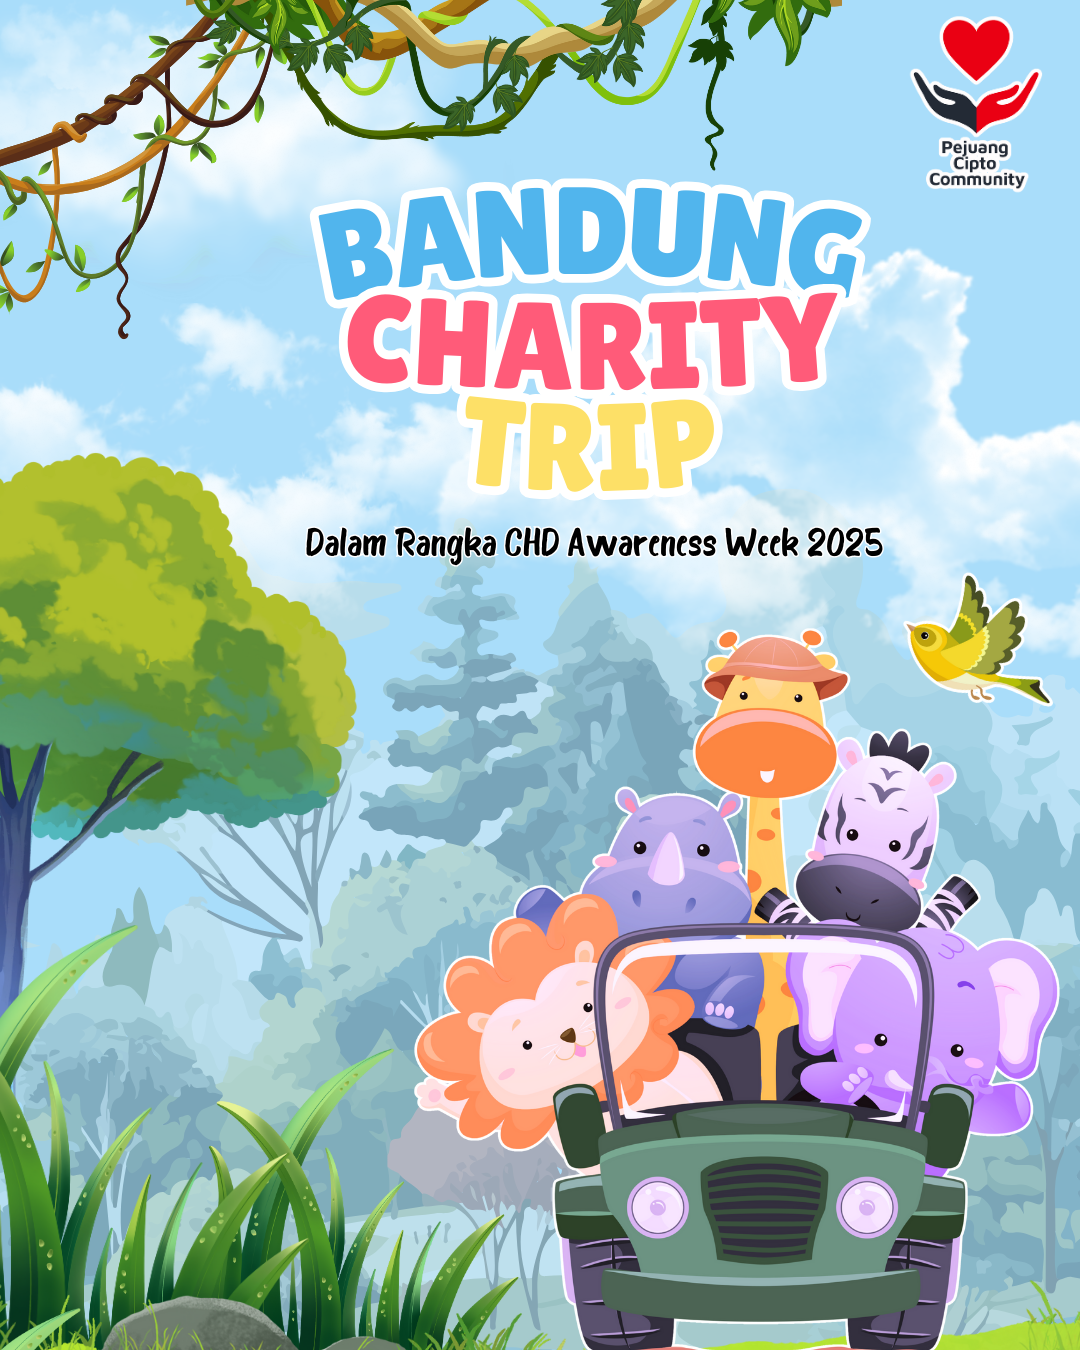 Pejuang
Cipto
Community
BANDUNG
CHARITY
TRIP
Dalam Rangka CHD Awareness Week 2025